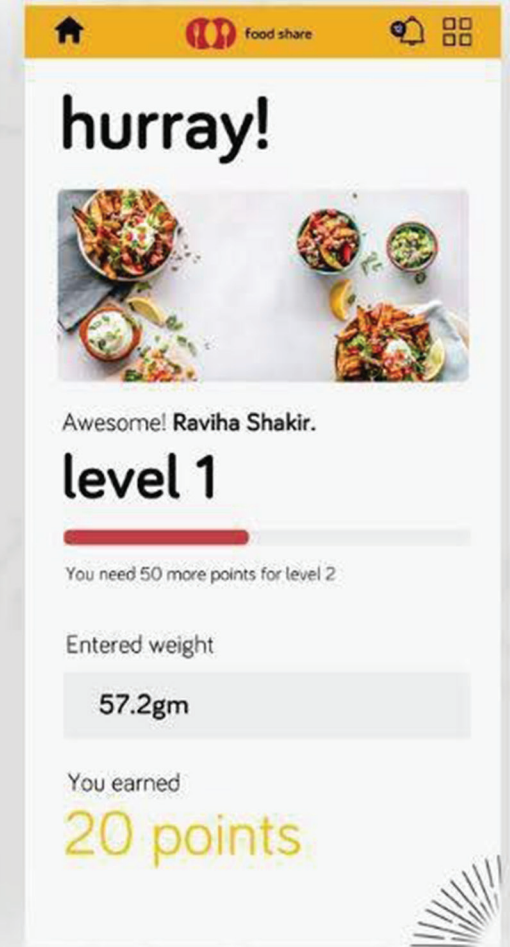 food share
hurray!
Awesome! Raviha Shakir.
level 1
You need 50 more points for level 2
Entered weight
57.2gm
You earned
20 points